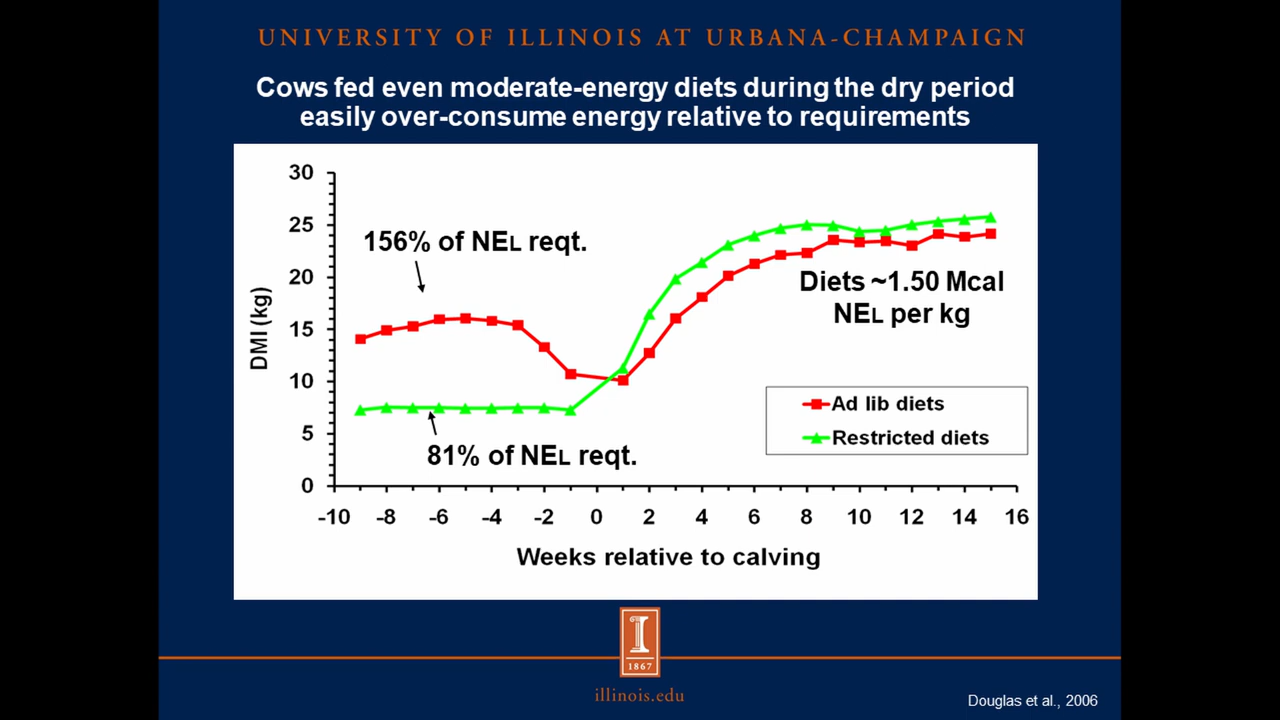 UNIVERSITY OF ILLINOIS AT URBANA-CHAMPAIGN
Cows fed even moderate-energy diets during the dry period
easily over-consume energy relative to requirements
30
25
20
15
10
5
0
DMI (kg)
156% of NEL reqt.
81% of NEL reqt.
Diets ~1.50 Mcal
NEL per kg
Ad lib diets
Restricted diets
-10 -8 -6 -4 -2 0 2 4 6 8 10 12 14 16
Weeks relative to calving
I
1867
illinois.edu
Douglas et al., 2006